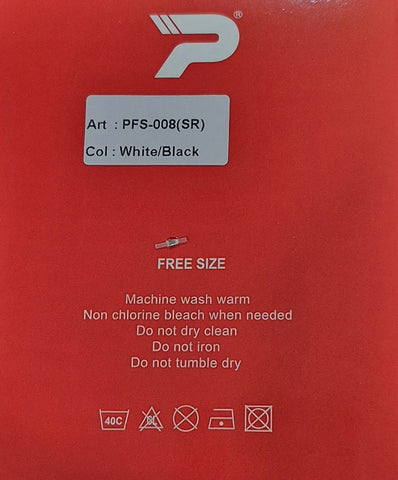 P®
Art : PFS-008(SR)
Col : White/Black
FREE SIZE
Machine wash warm
Non chlorine bleach when needed
Do not dry clean
Do not iron
Do not tumble dry
40C CL